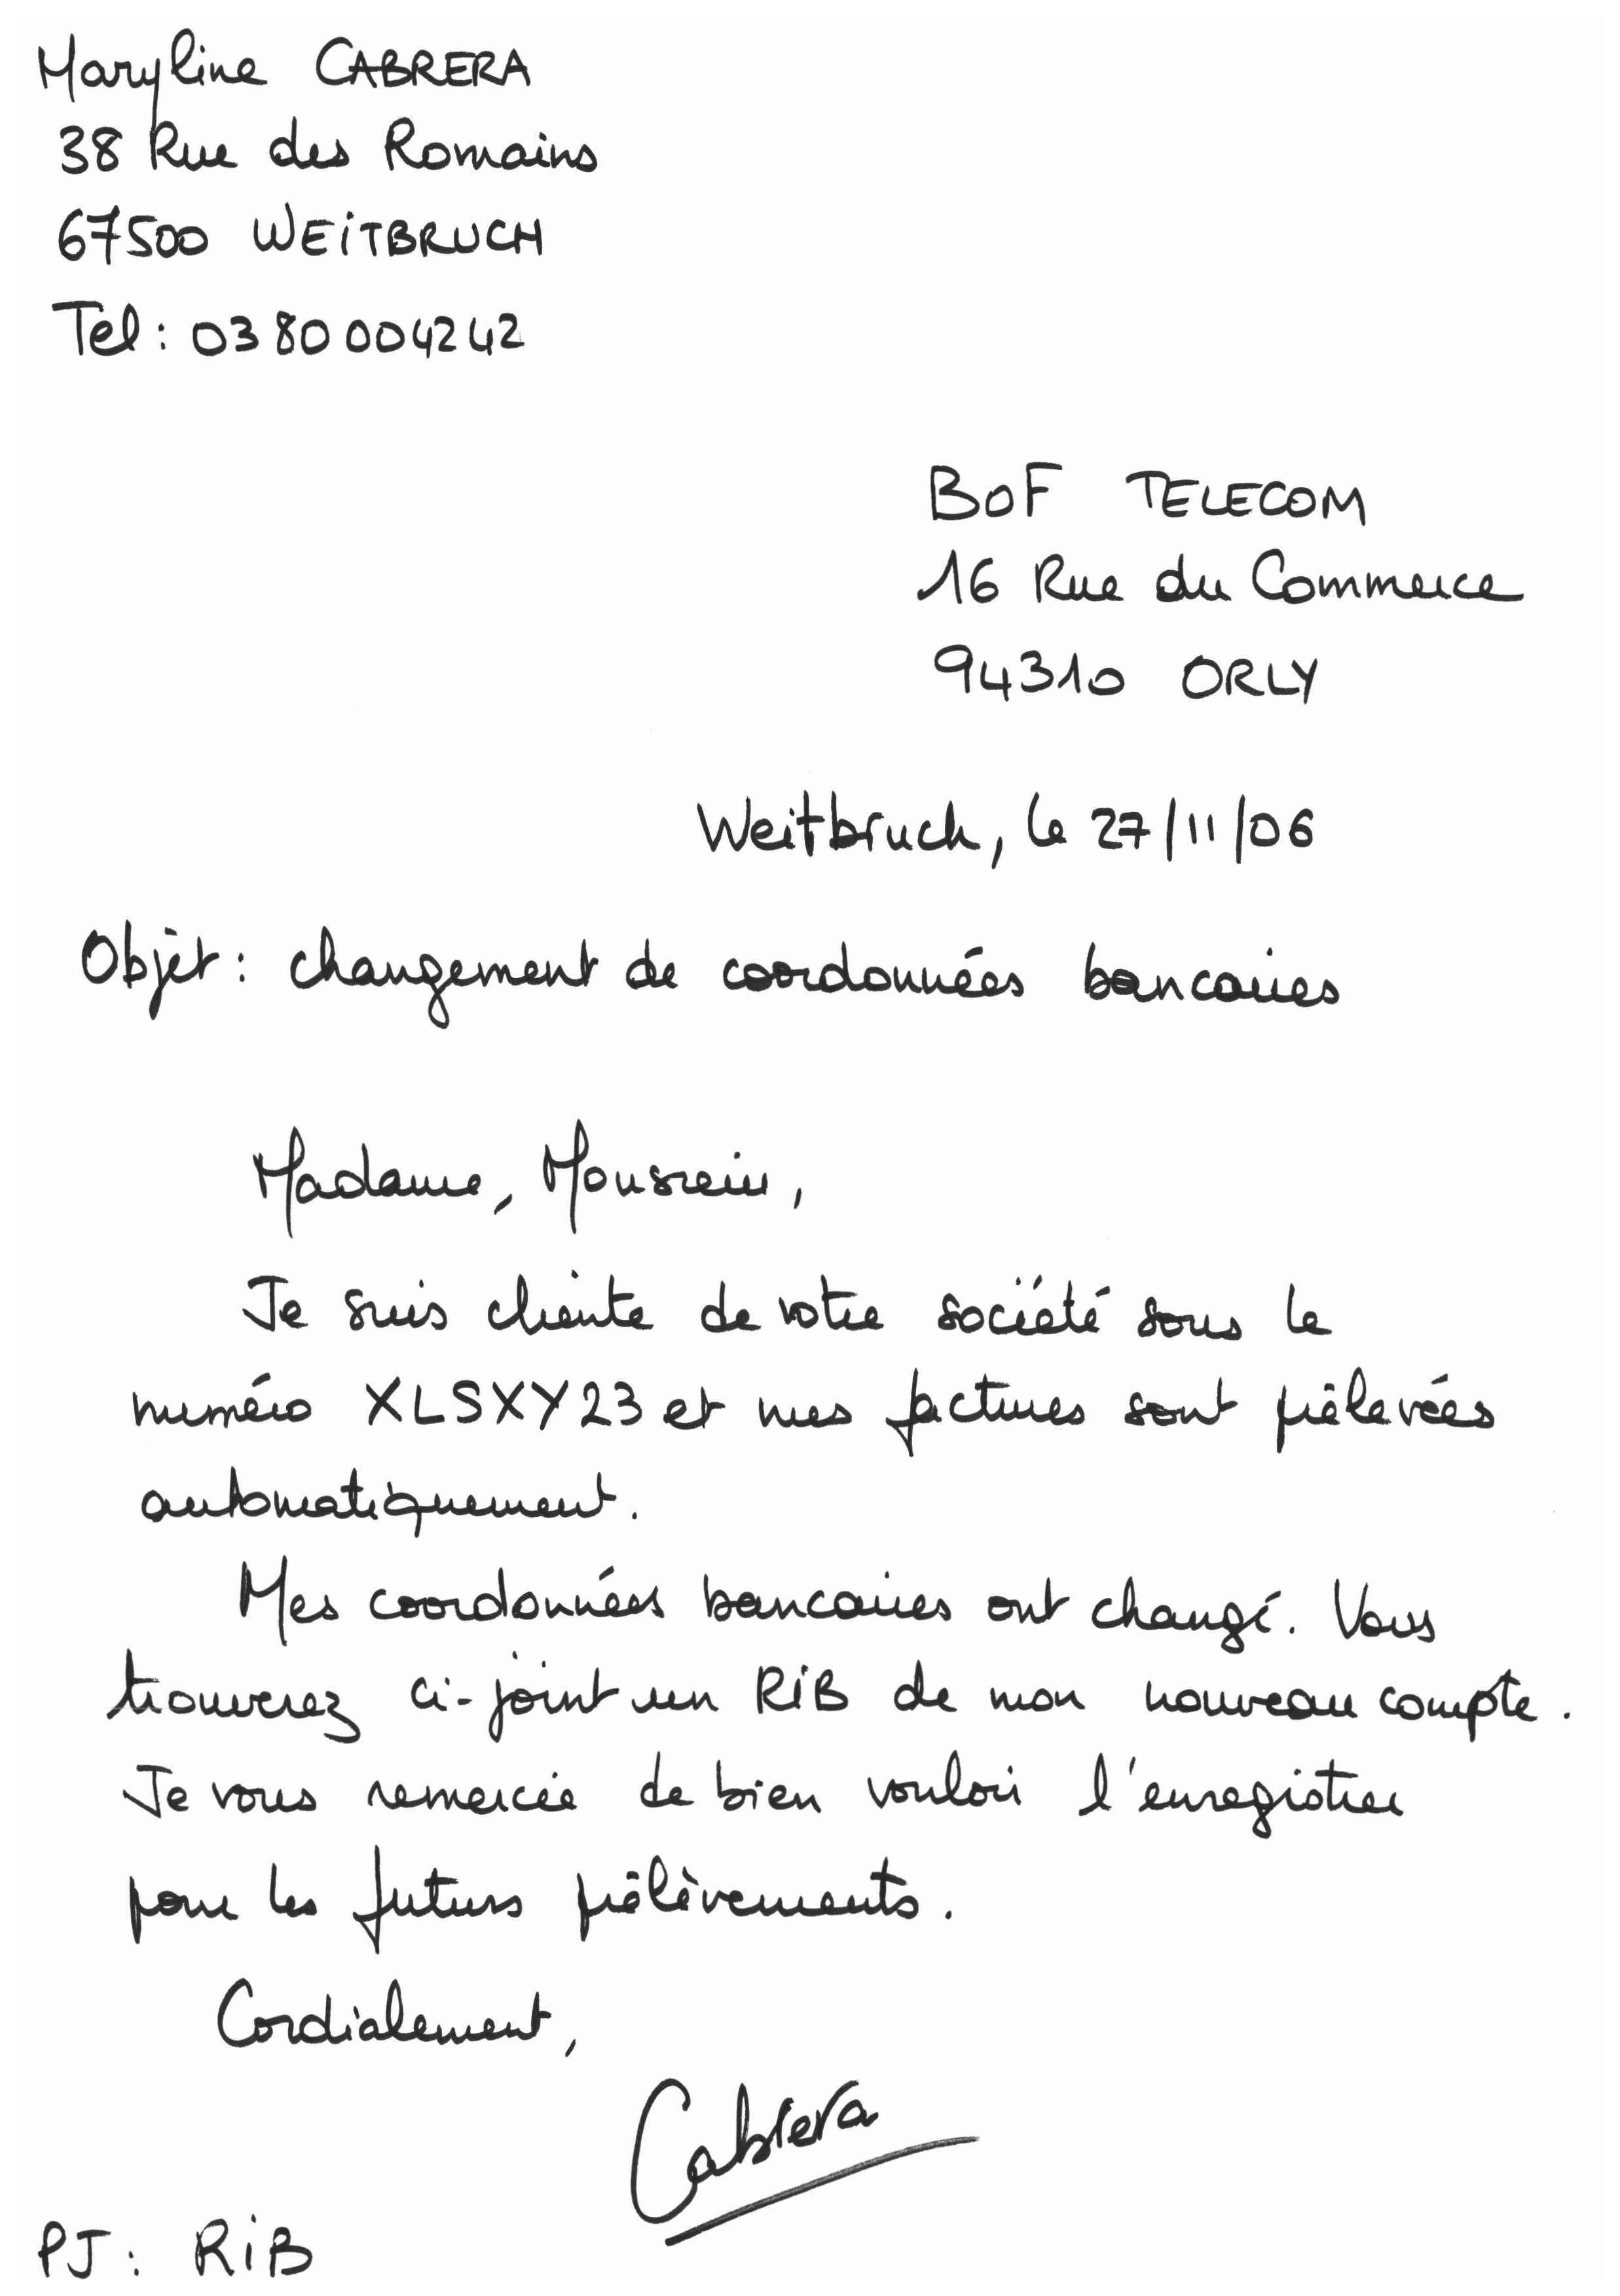 Maryline CABRERA
38 Rue des Romains
67500 WEITBRUCH
Tel: 0380004242
BOF TELECOM
16 Rue du Commerce
94310 ORLY
Weitbruch, le 27/11/06
Objet: changement de coordonnées bancaires
Madame, Monsieur,
Je suis cliente de votre société sous le
numéro XLSXY23 et mes factures sont prélevées
automatiquement.
Mes coordonnées bancaires ont changé. Vous
trouverez ci-joint un RIB de mon nouveau compte.
Je vous remercie de bien vouloir l'enregistrer
pour les futurs prélèvements.
Cordialement,
Cabrera
PJ: RIB